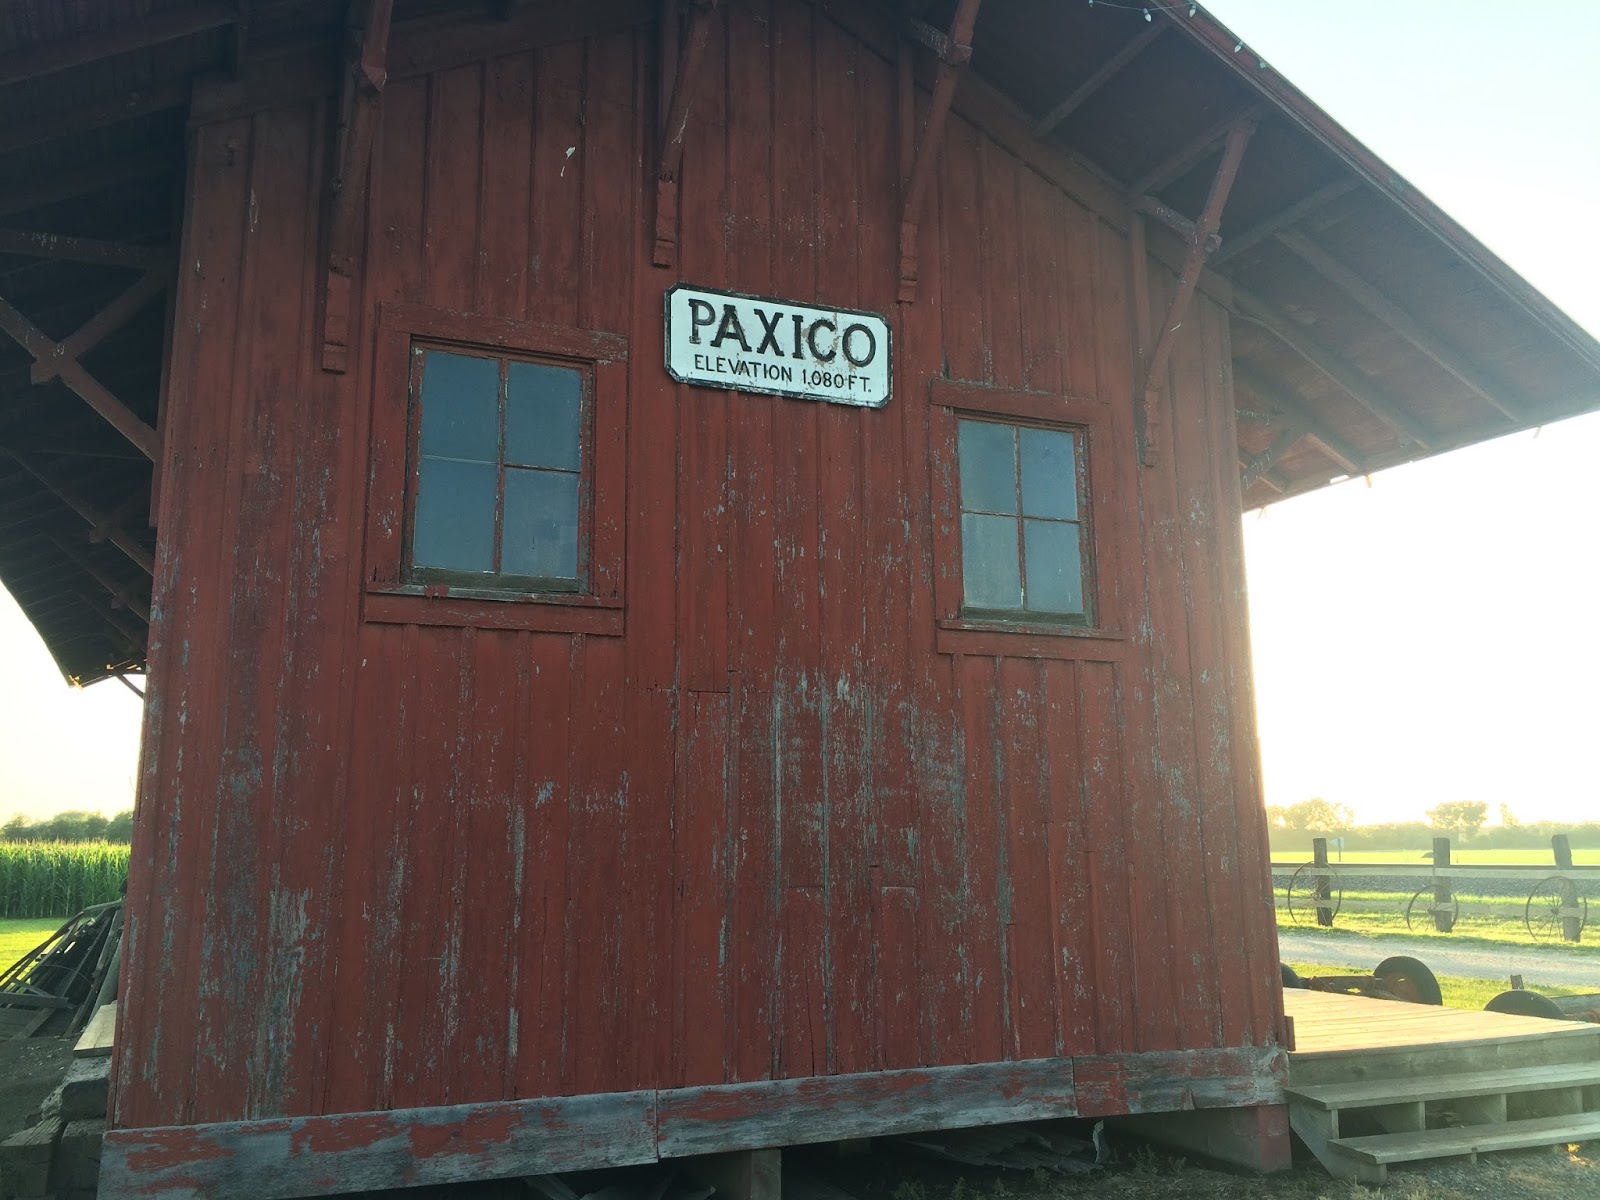 PAXICO
ELEVATION 1,080 FT.